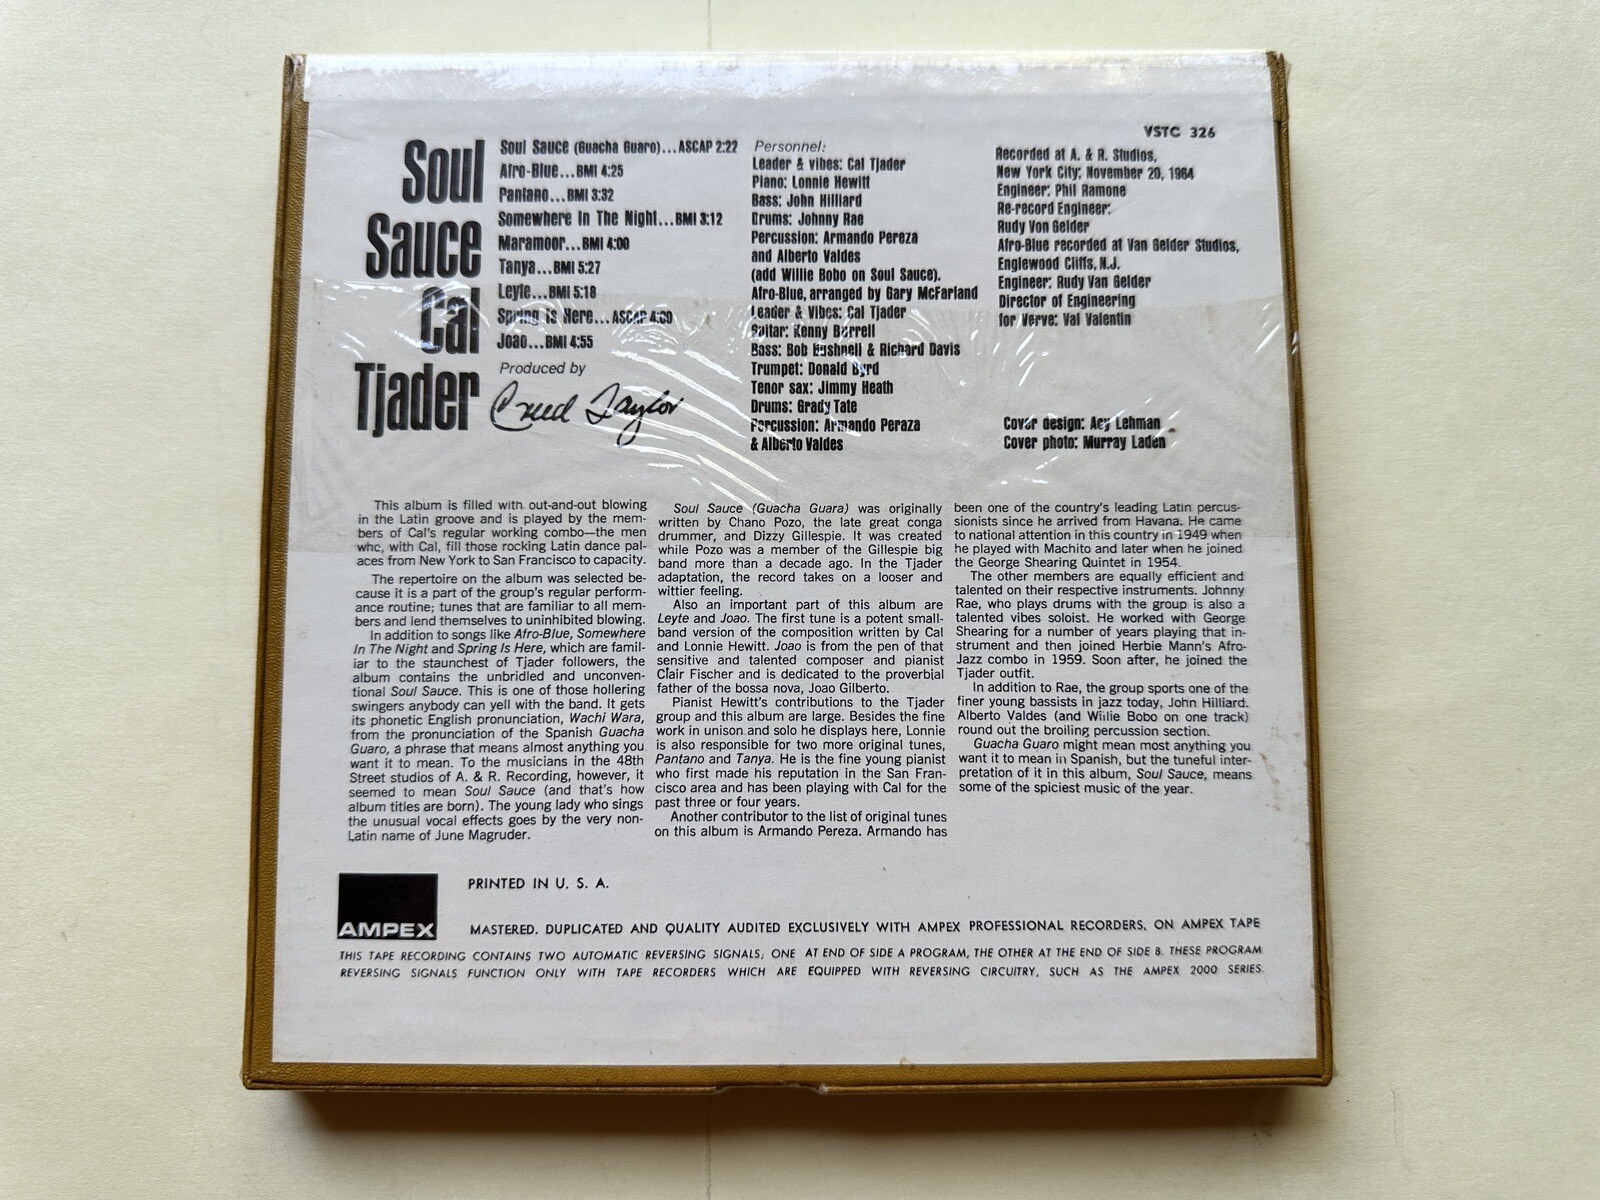 VSTC 326
Soul
Sauce
Cal
Tjader
Soul Sauce (Guacha Guaro)...ASCAP 2:22
Afro-Blue...BMI 4:25
Pantano...BMI 3:32
Somewhere In The Night...BMI 3:12
Maramoor...BMI 4:00
Tanya...BMI 5:27
Leyte...BMI 5:18
Spring is Here...ASCAP 4:00
Joao...BMI 4:55
Produced by
Creed Taylor
Personnel:
Leader & vibes: Cal Tjader
Piano: Lonnie Hewitt
Bass: John Hilliard
Drums: Johnny Rae
Percussion: Armando Pereza
and Alberto Valdes
(add Willie Bobo on Soul Sauce).
Afro-Blue, arranged by Gary McFarland
Leader & Vibes: Cal Tjader
Guitar: Kenny Burrell
Bass: Bob Bushnell & Richard Davis
Trumpet: Donald Byrd
Tenor sax: Jimmy Heath
Drums: Grady Tate
Percussion: Armando Peraza
& Alberto Valdes
Recorded at A. & R. Studios,
New York City; November 20, 1964
Engineer: Phil Ramone
Re-record Engineer:
Rudy Von Gelder
Afro-Blue recorded at Van Gelder Studios,
Englewood Cliffs, N.J.
Engineer: Rudy Van Gelder
Director of Engineering
for Verve: Val Valentin
Cover design: Acy Lehman
Cover photo: Murray Laden
This album is filled with out-and-out blowing
in the Latin groove and is played by the mem-
bers of Cal's regular working combo—the men
who, with Cal, fill those rocking Latin dance pal-
aces from New York to San Francisco to capacity.
The repertoire on the album was selected be-
cause it is a part of the group's regular perform-
ance routine; tunes that are familiar to all mem-
bers and lend themselves to uninhibited blowing.
In addition to songs like Afro-Blue, Somewhere
In The Night and Spring Is Here, which are famil-
iar to the staunchest of Tjader followers, the
album contains the unbridled and unconven-
tional Soul Sauce. This is one of those hollering
swingers anybody can yell with the band. It gets
its phonetic English pronunciation, Wachi Wara,
from the pronunciation of the Spanish Guacha
Guaro, a phrase that means almost anything you
want it to mean. To the musicians in the 48th
Street studios of A. & R. Recording, however, it
seemed to mean Soul Sauce (and that's how
album titles are born). The young lady who sings
the unusual vocal effects goes by the very non-
Latin name of June Magruder.
Soul Sauce (Guacha Guara) was originally
written by Chano Pozo, the late great conga
drummer, and Dizzy Gillespie. It was created
while Pozo was a member of the Gillespie big
band more than a decade ago. In the Tjader
adaptation, the record takes on a looser and
wittier feeling.
Also an important part of this album are
Leyte and Joao. The first tune is a potent small-
band version of the composition written by Cal
and Lonnie Hewitt. Joao is from the pen of that
sensitive and talented composer and pianist
Clair Fischer and is dedicated to the proverbial
father of the bossa nova, Joao Gilberto.
Pianist Hewitt's contributions to the Tjader
group and this album are large. Besides the fine
work in unison and solo he displays here, Lonnie
is also responsible for two more original tunes,
Pantano and Tanya. He is the fine young pianist
who first made his reputation in the San Fran-
cisco area and has been playing with Cal for the
past three or four years.
Another contributor to the list of original tunes
on this album is Armando Pereza. Armando has
been one of the country's leading Latin percus-
sionists since he arrived from Havana. He came
to national attention in this country in 1949 when
he played with Machito and later when he joined
the George Shearing Quintet in 1954.
The other members are equally efficient and
talented on their respective instruments. Johnny
Rae, who plays drums with the group is also a
talented vibes soloist. He worked with George
Shearing for a number of years playing that in-
strument and then joined Herbie Mann's Afro-
Jazz combo in 1959. Soon after, he joined the
Tjader outfit.
In addition to Rae, the group sports one of the
finer young bassists in jazz today, John Hilliard.
Alberto Valdes (and Willie Bobo on one track)
round out the broiling percussion section.
Guacha Guaro might mean most anything you
want it to mean in Spanish, but the tuneful inter-
pretation of it in this album, Soul Sauce, means
some of the spiciest music of the year.
AMPEX
PRINTED IN U. S. A.
MASTERED, DUPLICATED AND QUALITY AUDITED EXCLUSIVELY WITH AMPEX PROFESSIONAL RECORDERS, ON AMPEX TAPE
THIS TAPE RECORDING CONTAINS TWO AUTOMATIC REVERSING SIGNALS; ONE AT END OF SIDE A PROGRAM, THE OTHER AT THE END OF SIDE B. THESE PROGRAM
REVERSING SIGNALS FUNCTION ONLY WITH TAPE RECORDERS WHICH ARE EQUIPPED WITH REVERSING CIRCUITRY, SUCH AS THE AMPEX 2000 SERIES.